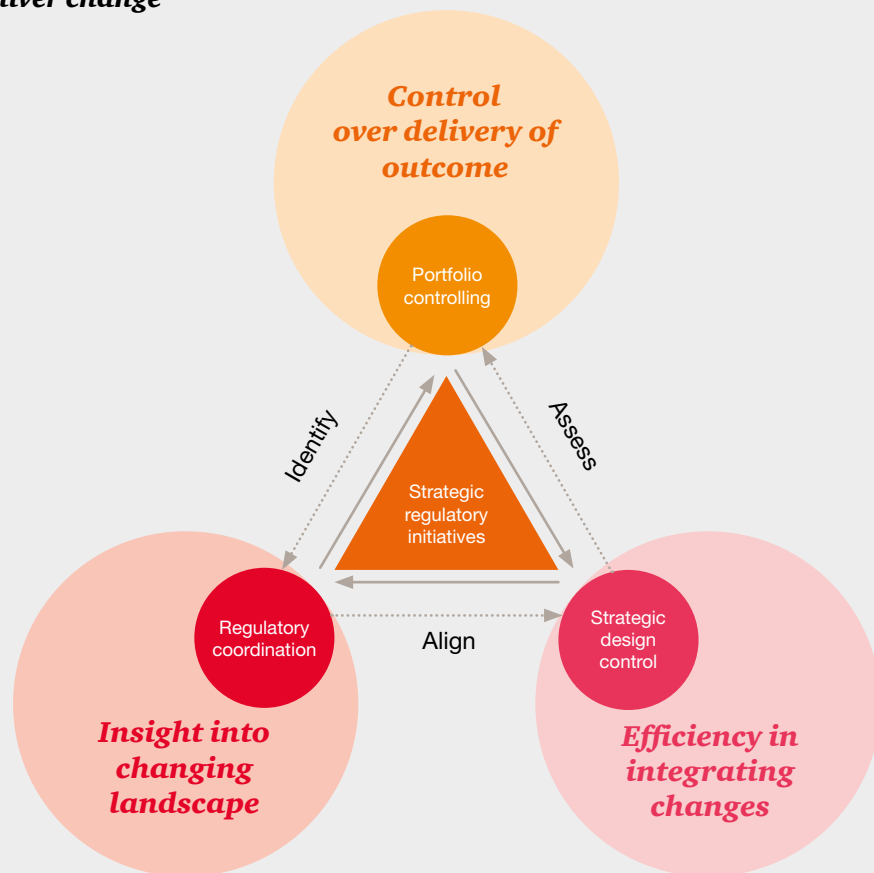 change
Control
over delivery of
outcome
Portfolio
controlling
Identify
Assess
Strategic
regulatory
initiatives
Regulatory
coordination
Align
Strategic
design
control
Insight into
changing
landscape
Efficiency in
integrating
changes